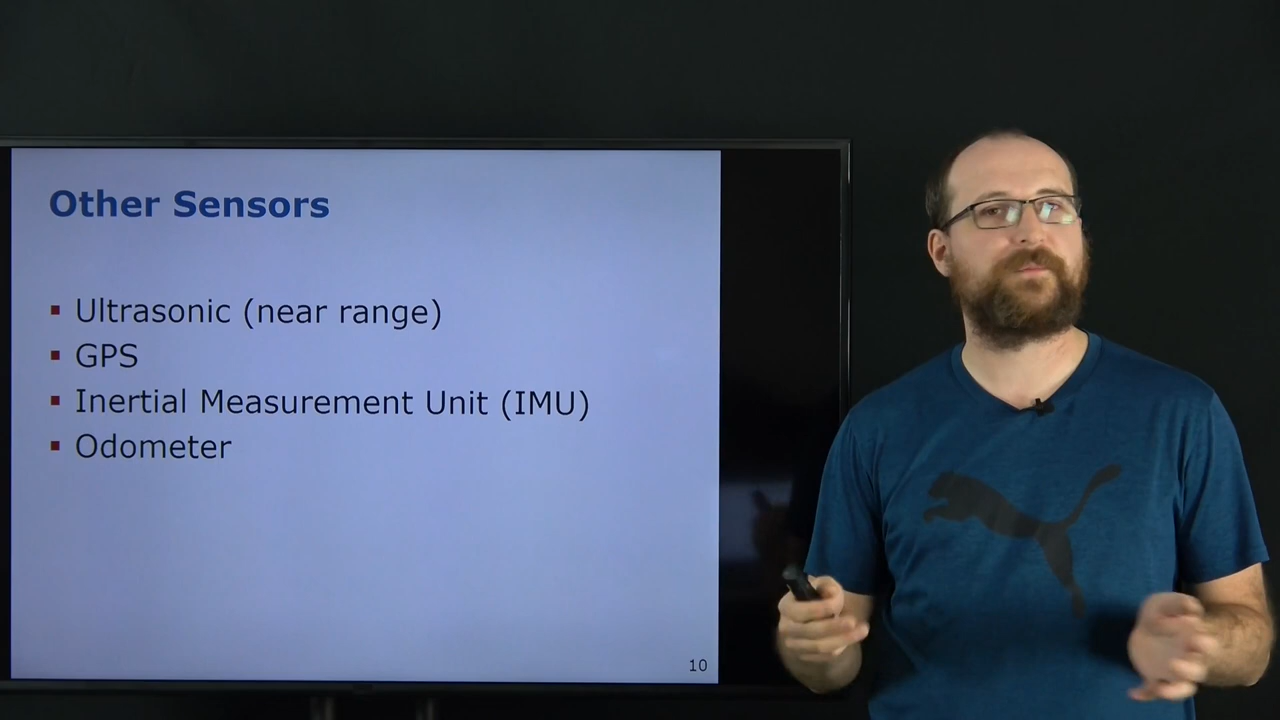 Other Sensors
▪ Ultrasonic (near range)
▪ GPS
▪ Inertial Measurement Unit (IMU)
▪ Odometer
10